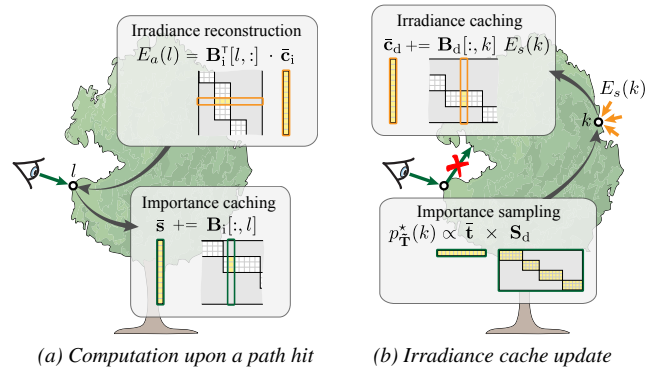 Irradiance reconstruction
E_a(l) = B_i^⊤[l, :] · c̄_i
l
Importance caching
s̄ += B_i[:, l]
(a) Computation upon a path hit
Irradiance caching
c̄_d += B_d[:, k] E_s(k)
E_s(k)
k
l
Importance sampling
p^⋆_T̃(k) ∝ t̄ × S_d
(b) Irradiance cache update